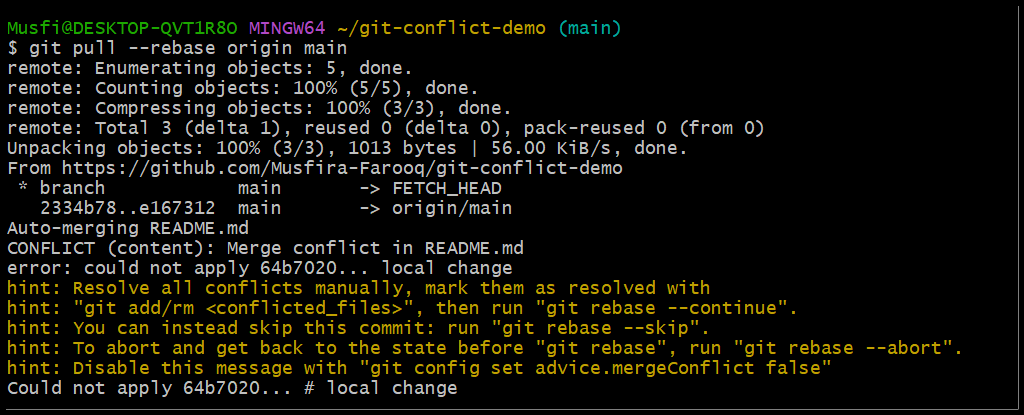 Musfi@DESKTOP-QVT1R8O MINGW64 ~/git-conflict-demo (main)
$ git pull --rebase origin main
remote: Enumerating objects: 5, done.
remote: Counting objects: 100% (5/5), done.
remote: Compressing objects: 100% (3/3), done.
remote: Total 3 (delta 1), reused 0 (delta 0), pack-reused 0 (from 0)
Unpacking objects: 100% (3/3), 1013 bytes | 56.00 KiB/s, done.
From https://github.com/Musfira-Farooq/git-conflict-demo
 * branch            main       -> FETCH_HEAD
   2334b78..e167312  main       -> origin/main
Auto-merging README.md
CONFLICT (content): Merge conflict in README.md
error: could not apply 64b7020... local change
hint: Resolve all conflicts manually, mark them as resolved with
hint: "git add/rm <conflicted_files>", then run "git rebase --continue".
hint: You can instead skip this commit: run "git rebase --skip".
hint: To abort and get back to the state before "git rebase", run "git rebase --abort".
hint: Disable this message with "git config set advice.mergeConflict false"
Could not apply 64b7020... # local change